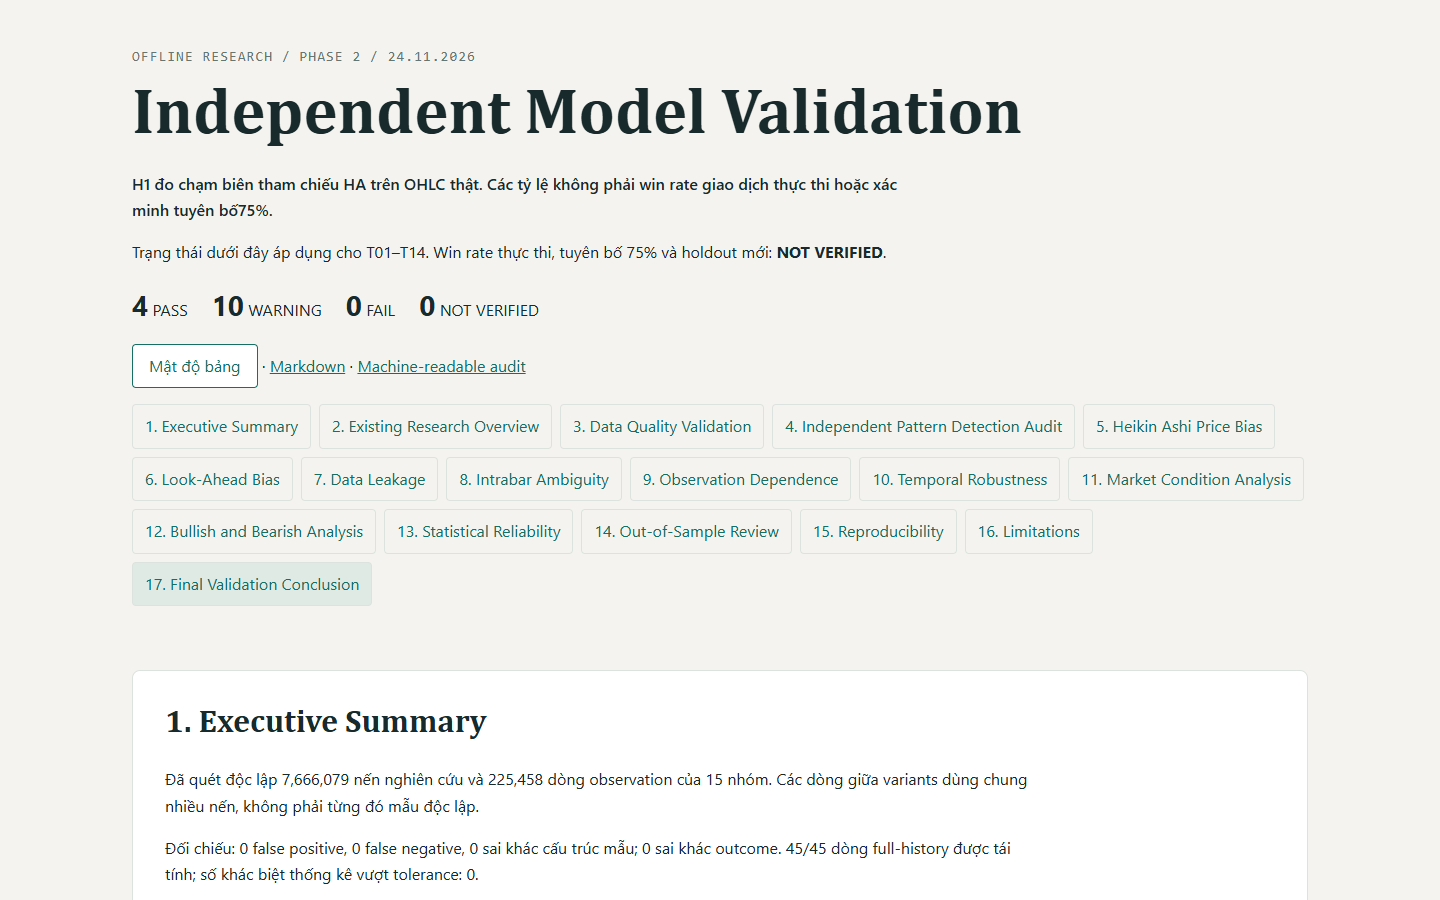 OFFLINE RESEARCH / PHASE 2 / 24.11.2026
Independent Model Validation
H1 đo chạm biên tham chiếu HA trên OHLC thật. Các tỷ lệ không phải win rate giao dịch thực thi hoặc xác
minh tuyên bố75%.
Trạng thái dưới đây áp dụng cho T01–T14. Win rate thực thi, tuyên bố 75% và holdout mới: NOT VERIFIED.
4 PASS 10 WARNING 0 FAIL 0 NOT VERIFIED
Mật độ bảng · Markdown · Machine-readable audit
1. Executive Summary 2. Existing Research Overview 3. Data Quality Validation 4. Independent Pattern Detection Audit 5. Heikin Ashi Price Bias
6. Look-Ahead Bias 7. Data Leakage 8. Intrabar Ambiguity 9. Observation Dependence 10. Temporal Robustness 11. Market Condition Analysis
12. Bullish and Bearish Analysis 13. Statistical Reliability 14. Out-of-Sample Review 15. Reproducibility 16. Limitations
17. Final Validation Conclusion
1. Executive Summary
Đã quét độc lập 7,666,079 nến nghiên cứu và 225,458 dòng observation của 15 nhóm. Các dòng giữa variants dùng chung
nhiều nến, không phải từng đó mẫu độc lập.
Đối chiếu: 0 false positive, 0 false negative, 0 sai khác cấu trúc mẫu; 0 sai khác outcome. 45/45 dòng full-history được tái
tính; số khác biệt thống kê vượt tolerance: 0.